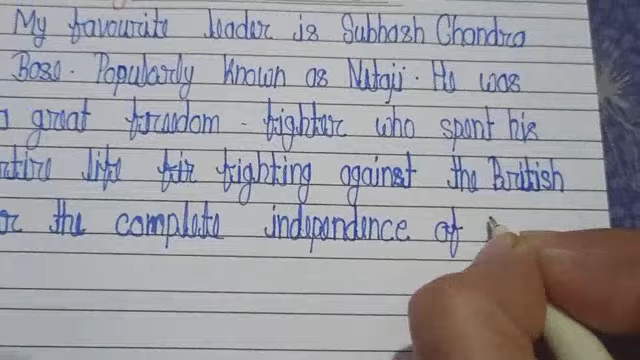 My favourite leader is Subhash Chandra
Bose. Popularly Known as Netaji. He was
a great freedom-fighter who spent his
entire life for fighting against the British
for the complete independence of